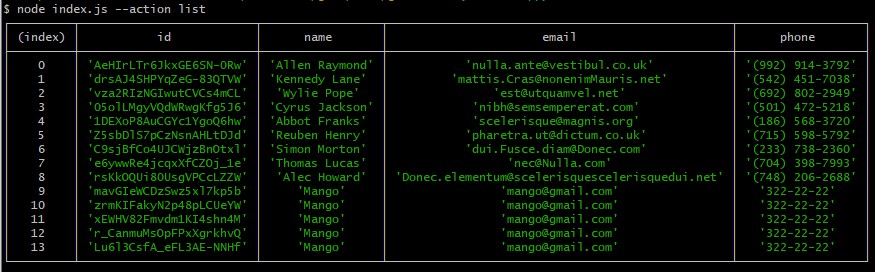 $ node index.js --action list
(index) id name email phone
0 'AeHIrLTr6JkxGE6SN-0Rw' 'Allen Raymond' 'nulla.ante@vestibul.co.uk' '(992) 914-3792'
1 'drsAJ4SHPYqZeG-83QTVW' 'Kennedy Lane' 'mattis.Cras@nonenimMauris.net' '(542) 451-7038'
2 'vza2RIzNGIwutCVCs4mCL' 'Wylie Pope' 'est@utquamvel.net' '(692) 802-2949'
3 '05olLMgyVQdWRwgKfg5J6' 'Cyrus Jackson' 'nibh@semsempererat.com' '(501) 472-5218'
4 '1DEXoP8AuCGYc1YgoQ6hw' 'Abbot Franks' 'scelerisque@magnis.org' '(186) 568-3720'
5 'Z5sbDlS7pCzNsnAHLtDJd' 'Reuben Henry' 'pharetra.ut@dictum.co.uk' '(715) 598-5792'
6 'C9sjBfCo4UJCWjzBnOtxl' 'Simon Morton' 'dui.Fusce.diam@Donec.com' '(233) 738-2360'
7 'e6ywwRe4jcqxXfCZOj_1e' 'Thomas Lucas' 'nec@Nulla.com' '(704) 398-7993'
8 'rsKkOQUi80UsgVPCcLZZW' 'Alec Howard' 'Donec.elementum@scelerisquescelerisquedui.net' '(748) 206-2688'
9 'mavGIeWCDzSwz5xl7kp5b' 'Mango' 'mango@gmail.com' '322-22-22'
10 'zrmKIFakyN2p48pLCUeYW' 'Mango' 'mango@gmail.com' '322-22-22'
11 'xEWHV82Fmvdm1KI4shn4M' 'Mango' 'mango@gmail.com' '322-22-22'
12 'r_CanmuMsOpFPxXgrkhvQ' 'Mango' 'mango@gmail.com' '322-22-22'
13 'Lu6l3CsfA_eFL3AE-NNHf' 'Mango' 'mango@gmail.com' '322-22-22'